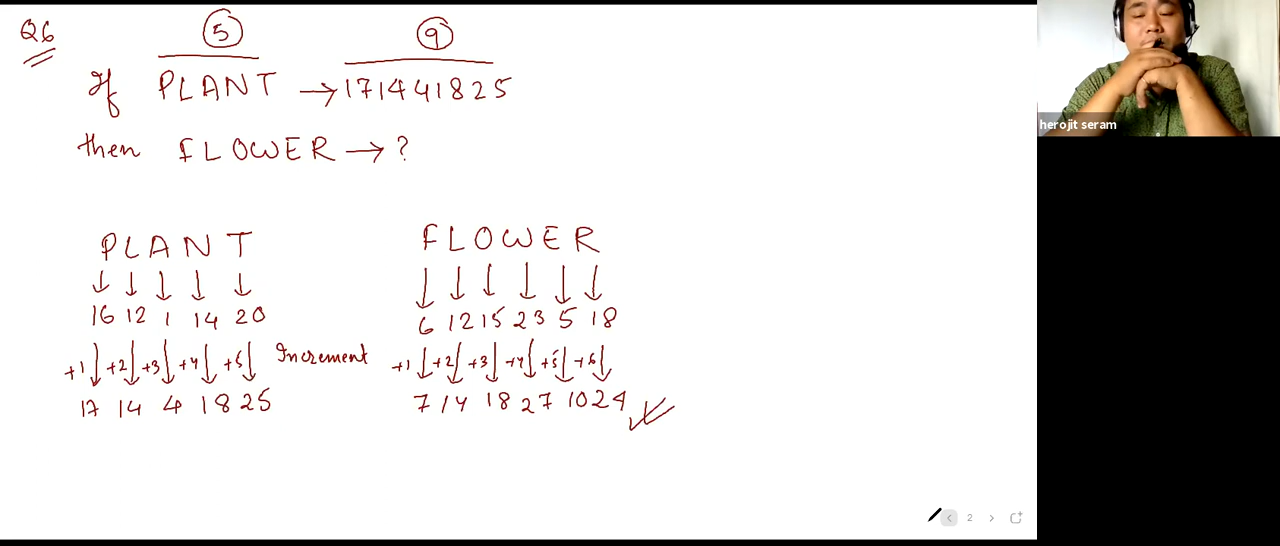 Q6
5 9
If PLANT → 171441825
then FLOWER → ?
PLANT FLOWER
16 12 1 14 20 6 12 15 23 5 18
+1 +2 +3 +4 +5 Increment +1 +2 +3 +4 +5 +6
17 14 4 18 25 7 14 18 27 10 24
herojit seram
2